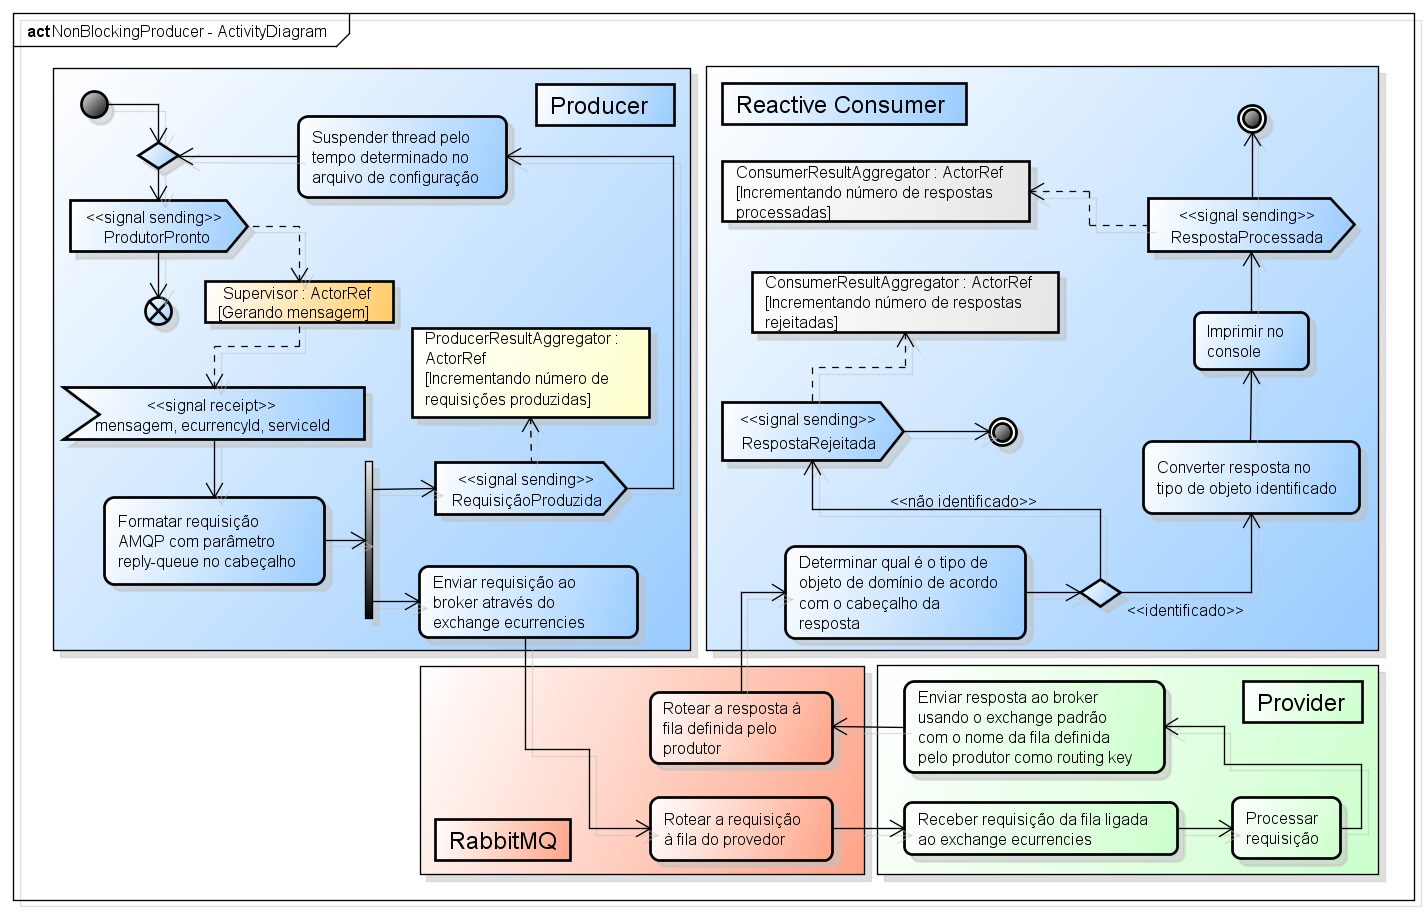 act NonBlockingProducer - ActivityDiagram
Producer
Suspender thread pelo
tempo determinado no
arquivo de configuração
<<signal sending>>
ProdutorPronto
Supervisor : ActorRef
[Gerando mensagem]
ProducerResultAggregator :
ActorRef
[Incrementando número de
requisições produzidas]
<<signal receipt>>
mensagem, ecurrencyId, serviceId
<<signal sending>>
RequisiçãoProduzida
Formatar requisição
AMQP com parâmetro
reply-queue no cabeçalho
Enviar requisição ao
broker através do
exchange ecurrencies
Reactive Consumer
ConsumerResultAggregator : ActorRef
[Incrementando número de respostas
processadas]
<<signal sending>>
RespostaProcessada
ConsumerResultAggregator : ActorRef
[Incrementando número de respostas
rejeitadas]
Imprimir no
console
<<signal sending>>
RespostaRejeitada
Converter resposta no
tipo de objeto identificado
<<não identificado>>
Determinar qual é o tipo de
objeto de domínio de acordo
com o cabeçalho da
resposta
<<identificado>>
Rotear a resposta à
fila definida pelo
produtor
RabbitMQ
Rotear a requisição
à fila do provedor
Enviar resposta ao broker
usando o exchange padrão
com o nome da fila definida
pelo produtor como routing key
Provider
Receber requisição da fila ligada
ao exchange ecurrencies
Processar
requisição